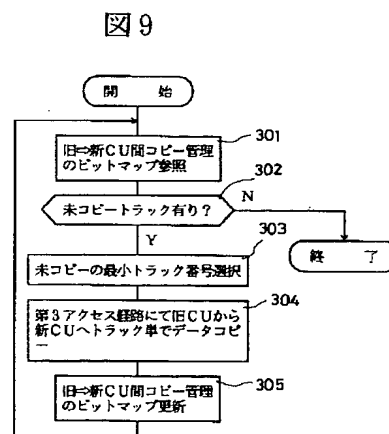 図9
開　始
301
旧⇒新CU間コピー管理
のビットマップ参照
302
未コピートラック有り？
N
Y
303
未コピーの最小トラック番号選択
終　了
304
第3アクセス経路にて旧CUから
新CUへトラック単でデータコピ
ー
305
旧⇒新CU間コピー管理
のビットマップ更新